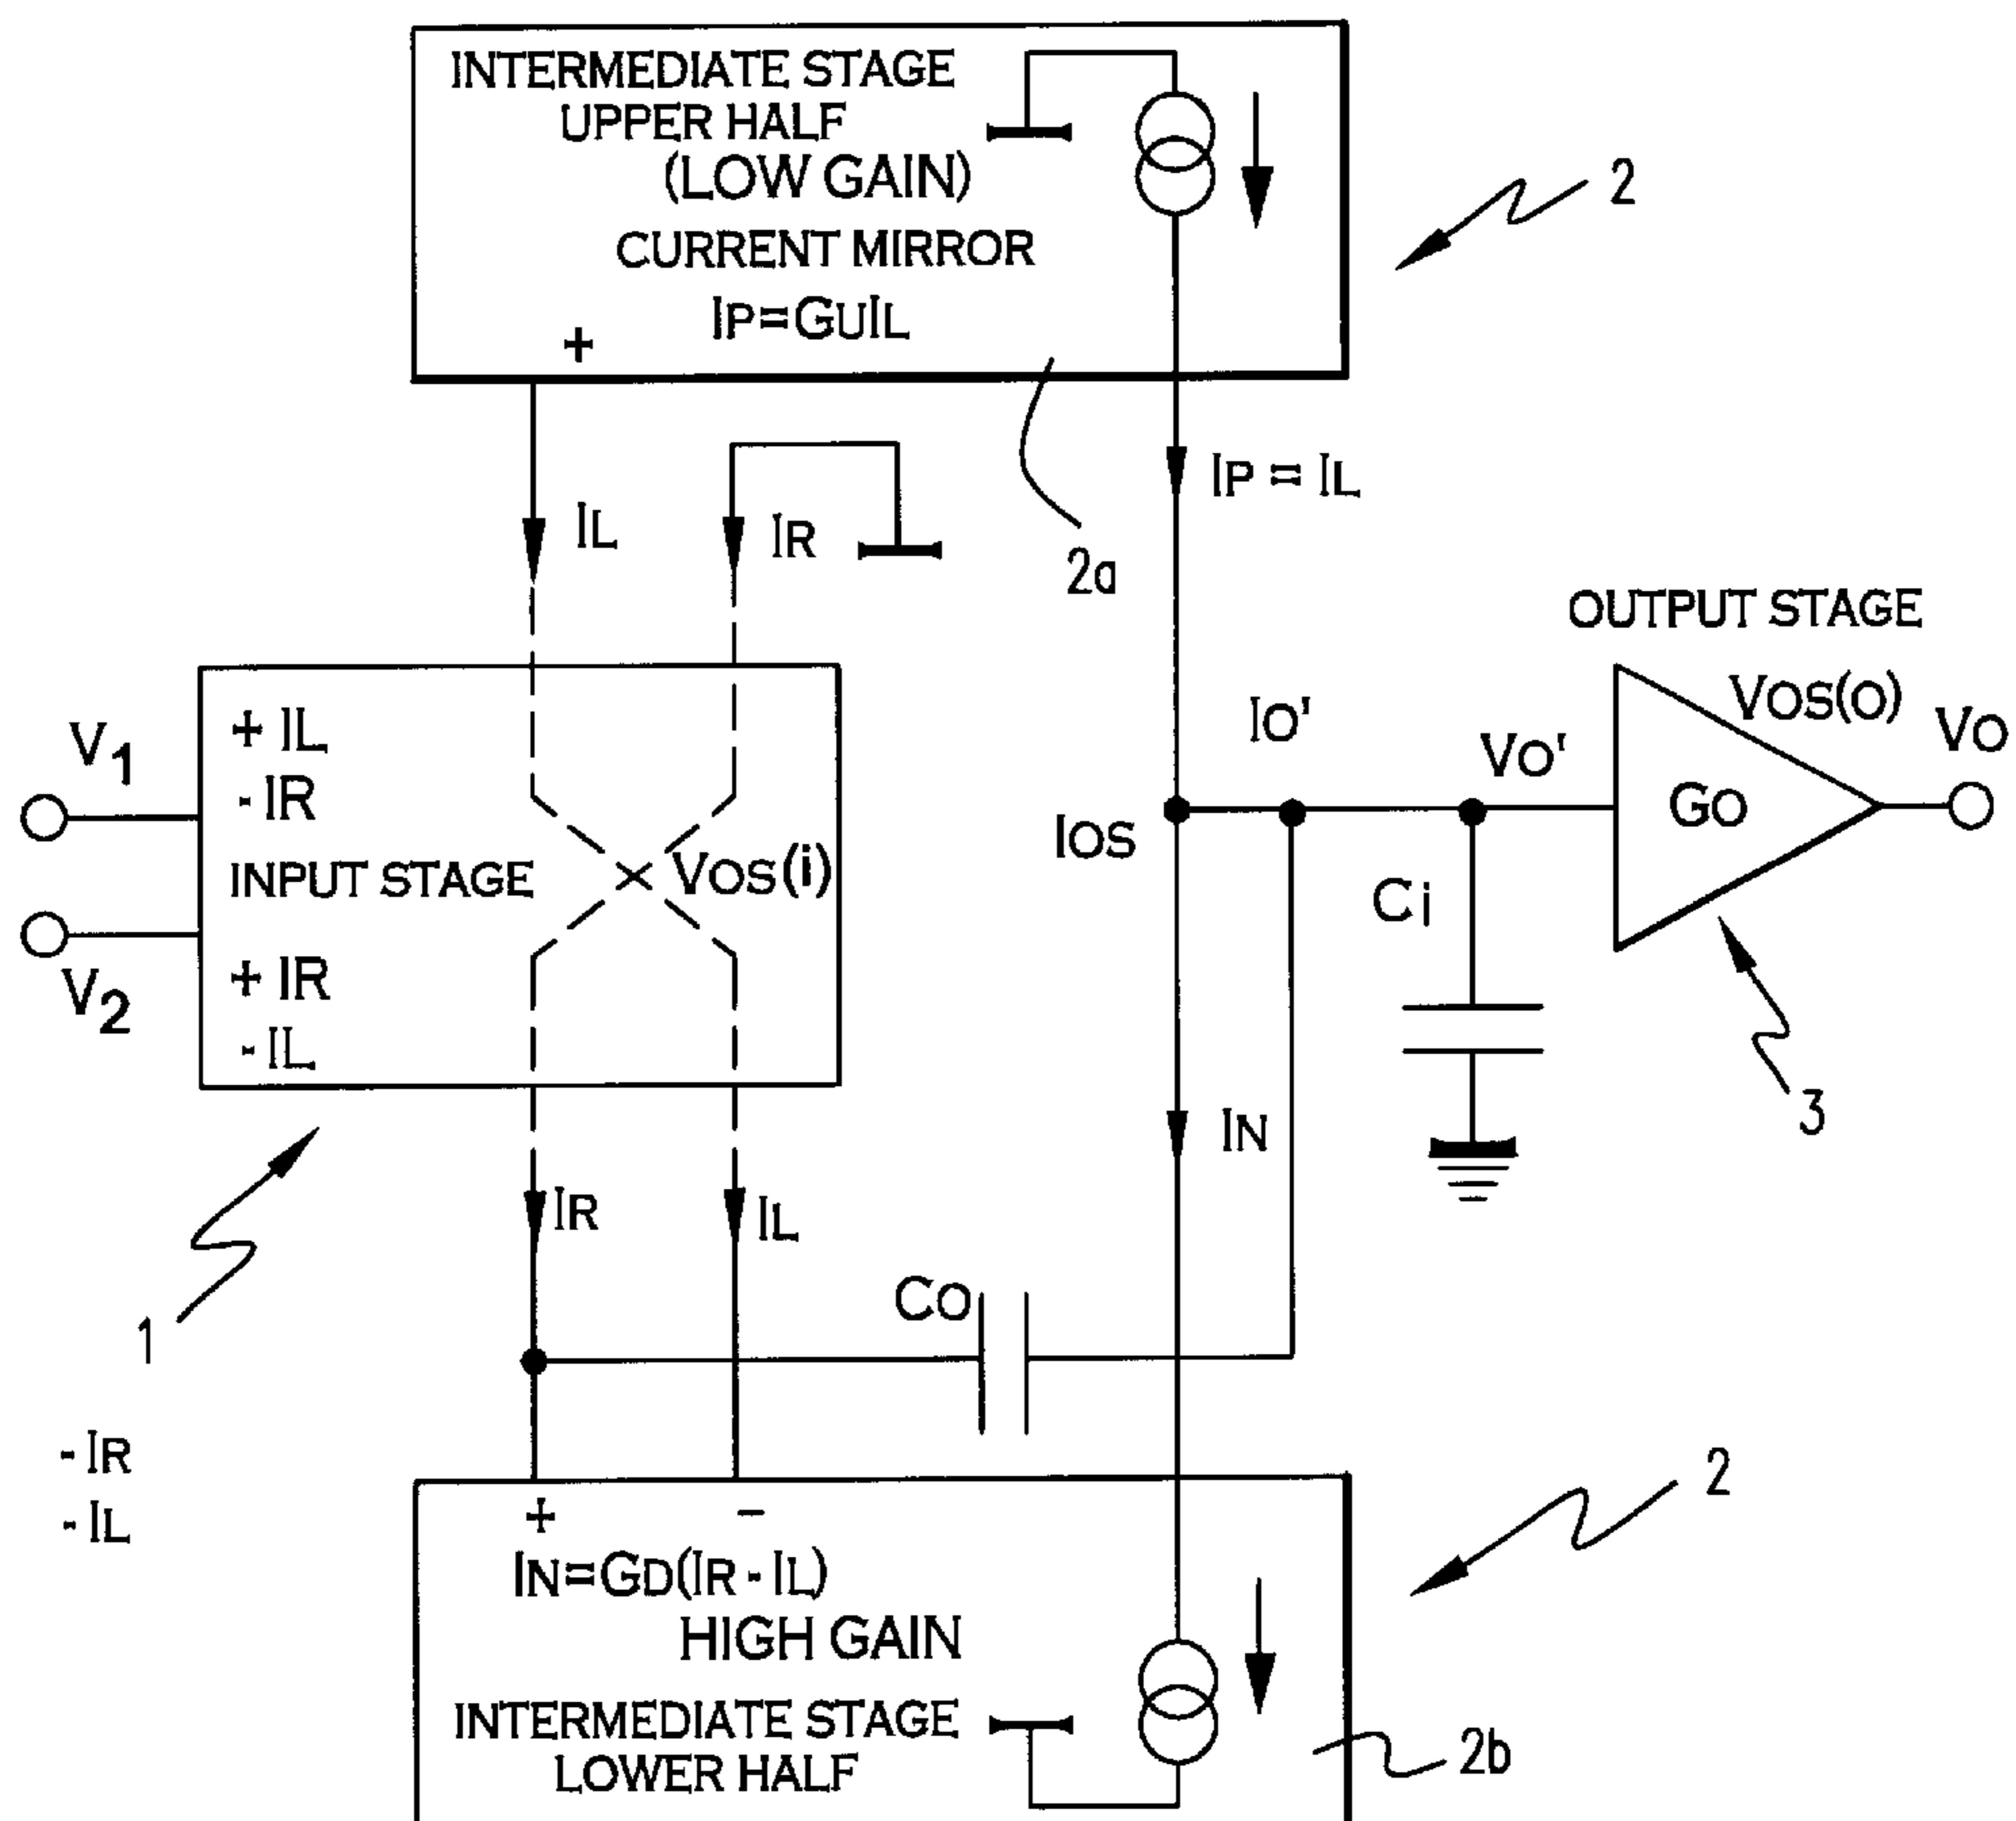 INTERMEDIATE STAGE
UPPER HALF
(LOW GAIN)
CURRENT MIRROR
IP=GUIL
+
2
IL
IR
IP = IL
2a
OUTPUT STAGE
VOS(O)
VO
IO'
VO'
GO
V1
+ IL
- IR
INPUT STAGE
VOS(i)
IOS
Ci
V2
+ IR
- IL
3
IN
IR
IL
CO
1
- IR
- IL
2
+
-
IN=GD(IR - IL)
HIGH GAIN
INTERMEDIATE STAGE
LOWER HALF
2b